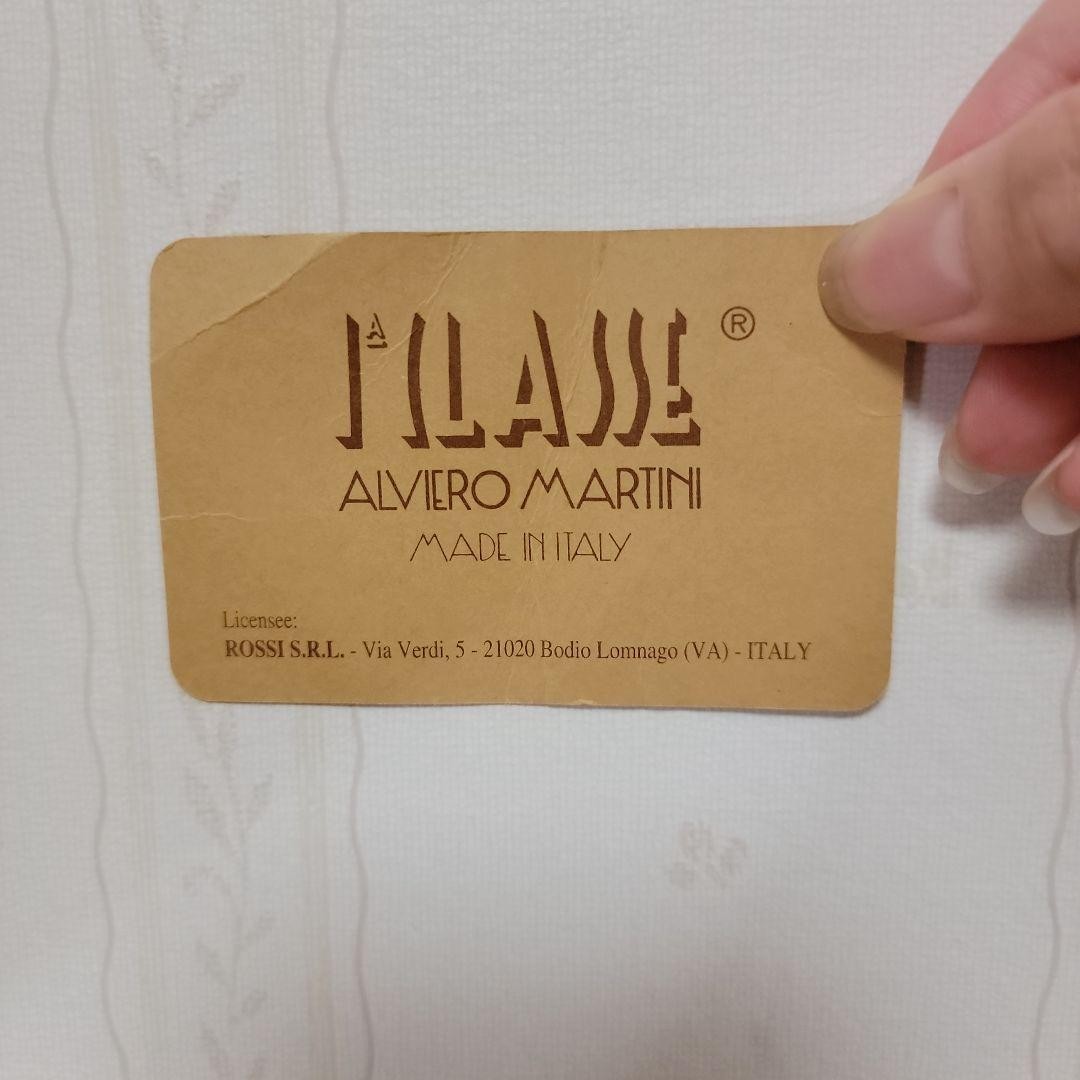 1ᴬ CLASSE ®
ALVIERO MARTINI
MADE IN ITALY
Licensee:
ROSSI S.R.L. - Via Verdi, 5 - 21020 Bodio Lomnago (VA) - ITALY